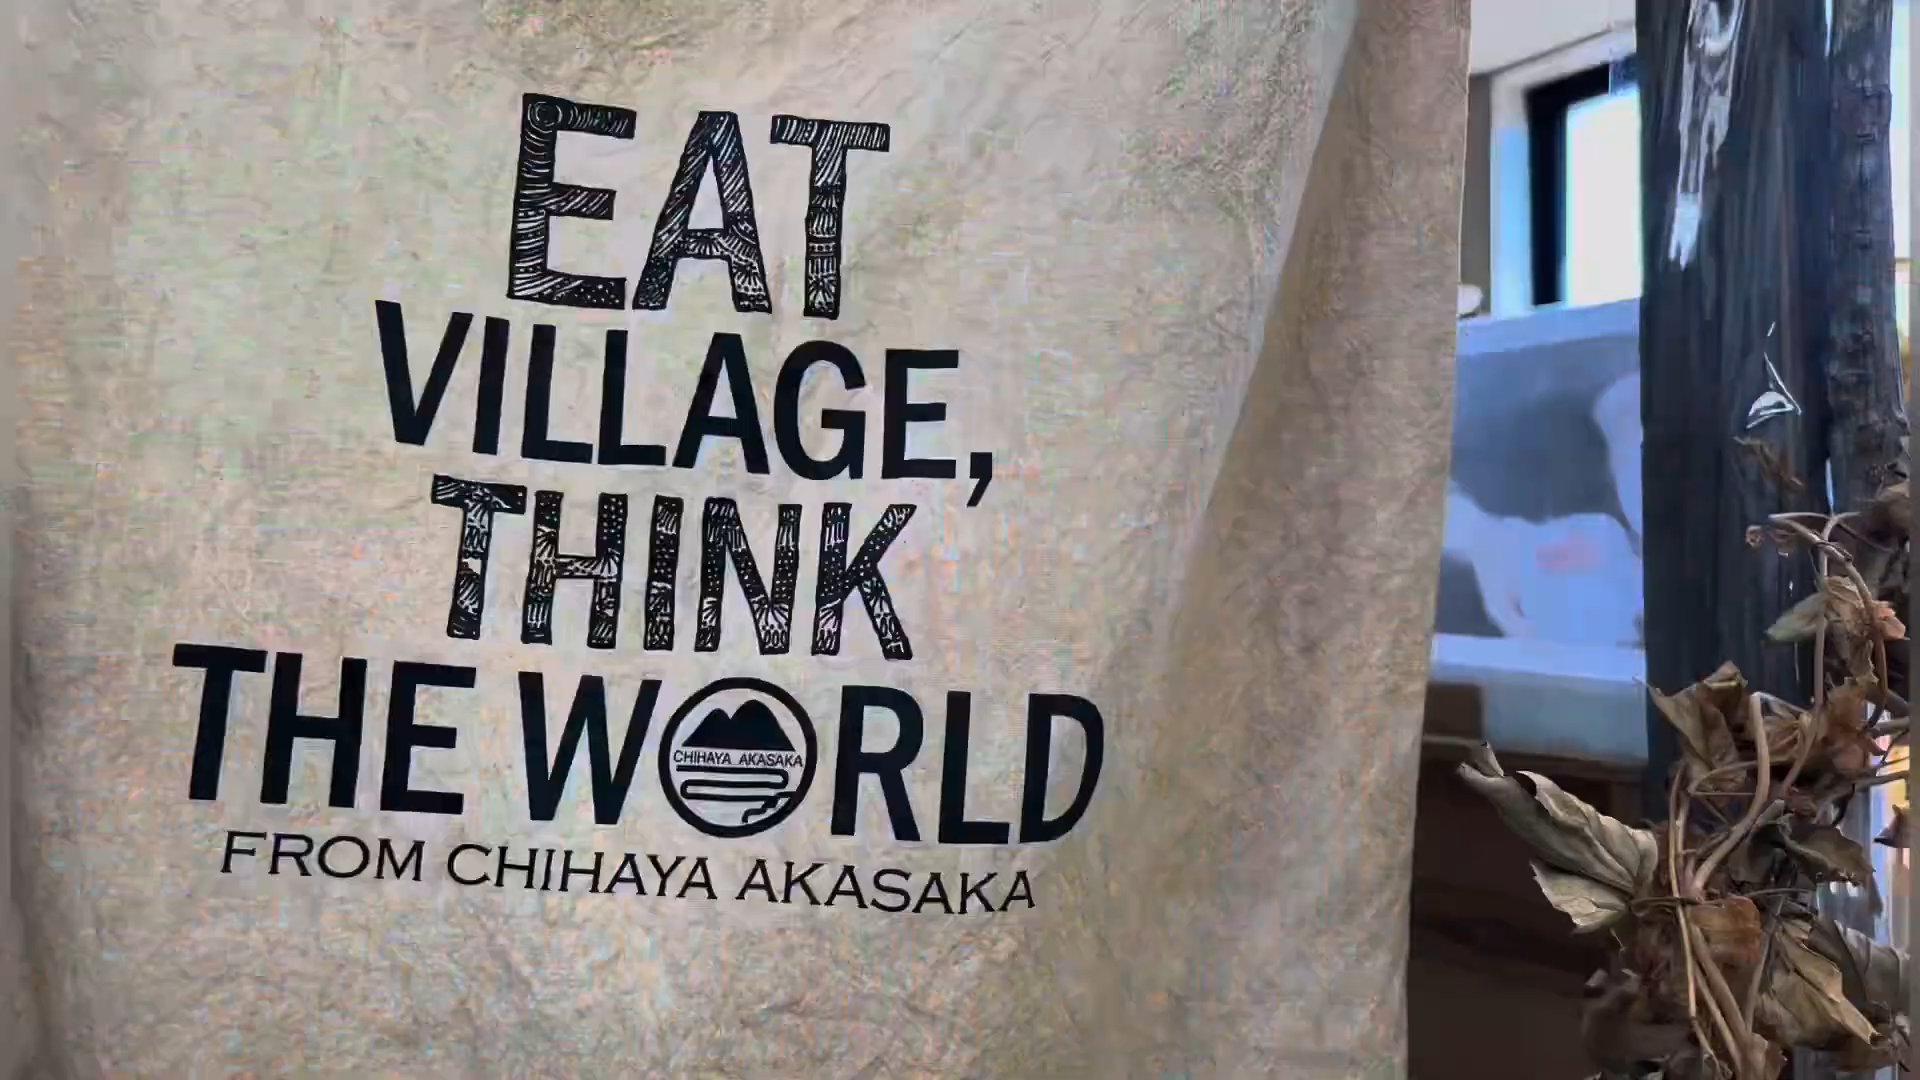 EAT
VILLAGE,
THINK
THE WORLD
CHIHAYA AKASAKA
FROM CHIHAYA AKASAKA